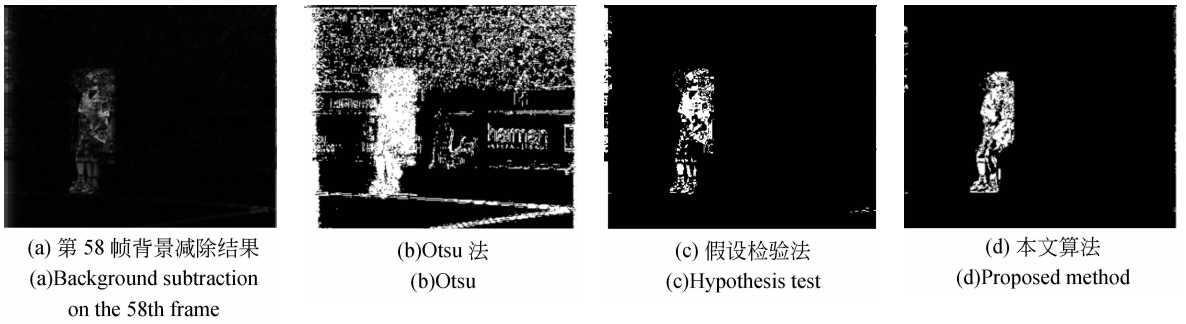 harman
(a) 第 58 帧背景减除结果
(a)Background subtraction
on the 58th frame
(b)Otsu 法
(b)Otsu
(c) 假设检验法
(c)Hypothesis test
(d) 本文算法
(d)Proposed method